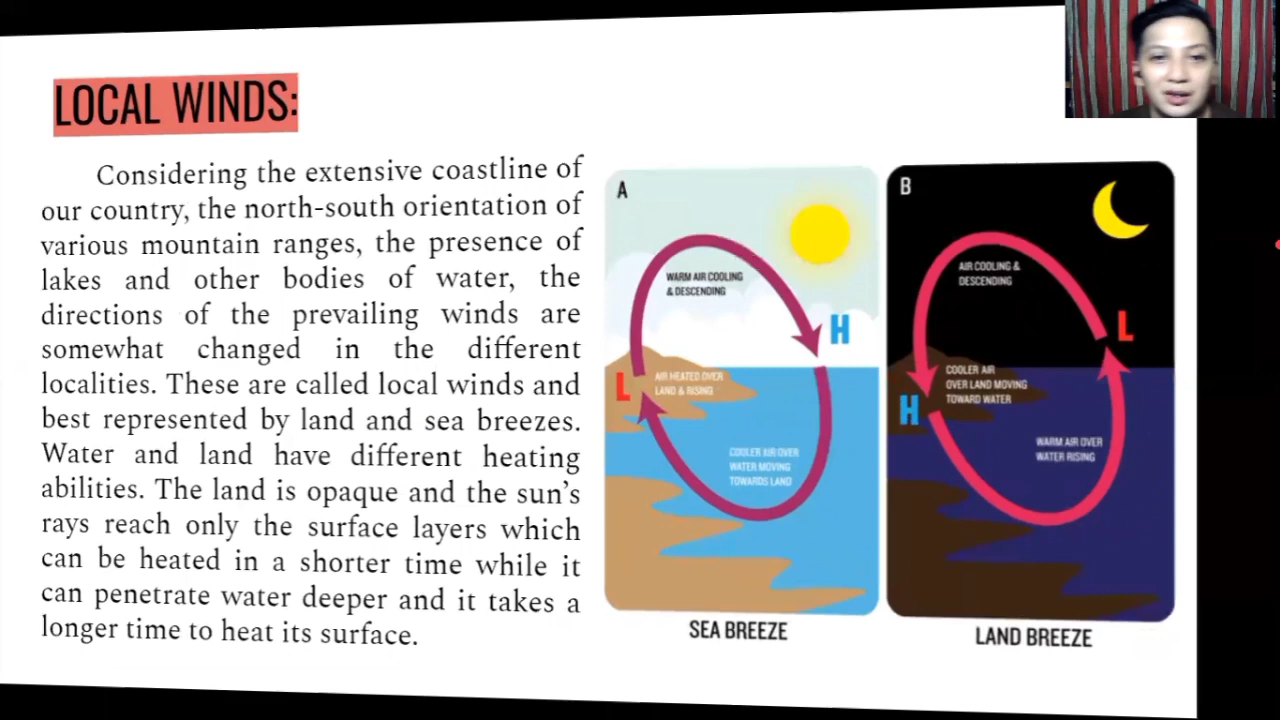 LOCAL WINDS:
Considering the extensive coastline of
our country, the north-south orientation of
various mountain ranges, the presence of
lakes and other bodies of water, the
directions of the prevailing winds are
somewhat changed in the different
localities. These are called local winds and
best represented by land and sea breezes.
Water and land have different heating
abilities. The land is opaque and the sun's
rays reach only the surface layers which
can be heated in a shorter time while it
can penetrate water deeper and it takes a
longer time to heat its surface.
A
WARM AIR COOLING
& DESCENDING
H
L
AIR HEATED OVER
LAND & RISING
COOLER AIR OVER
WATER MOVING
TOWARDS LAND
SEA BREEZE
B
AIR COOLING &
DESCENDING
L
COOLER AIR
OVER LAND MOVING
TOWARD WATER
H
WARM AIR OVER
WATER RISING
LAND BREEZE